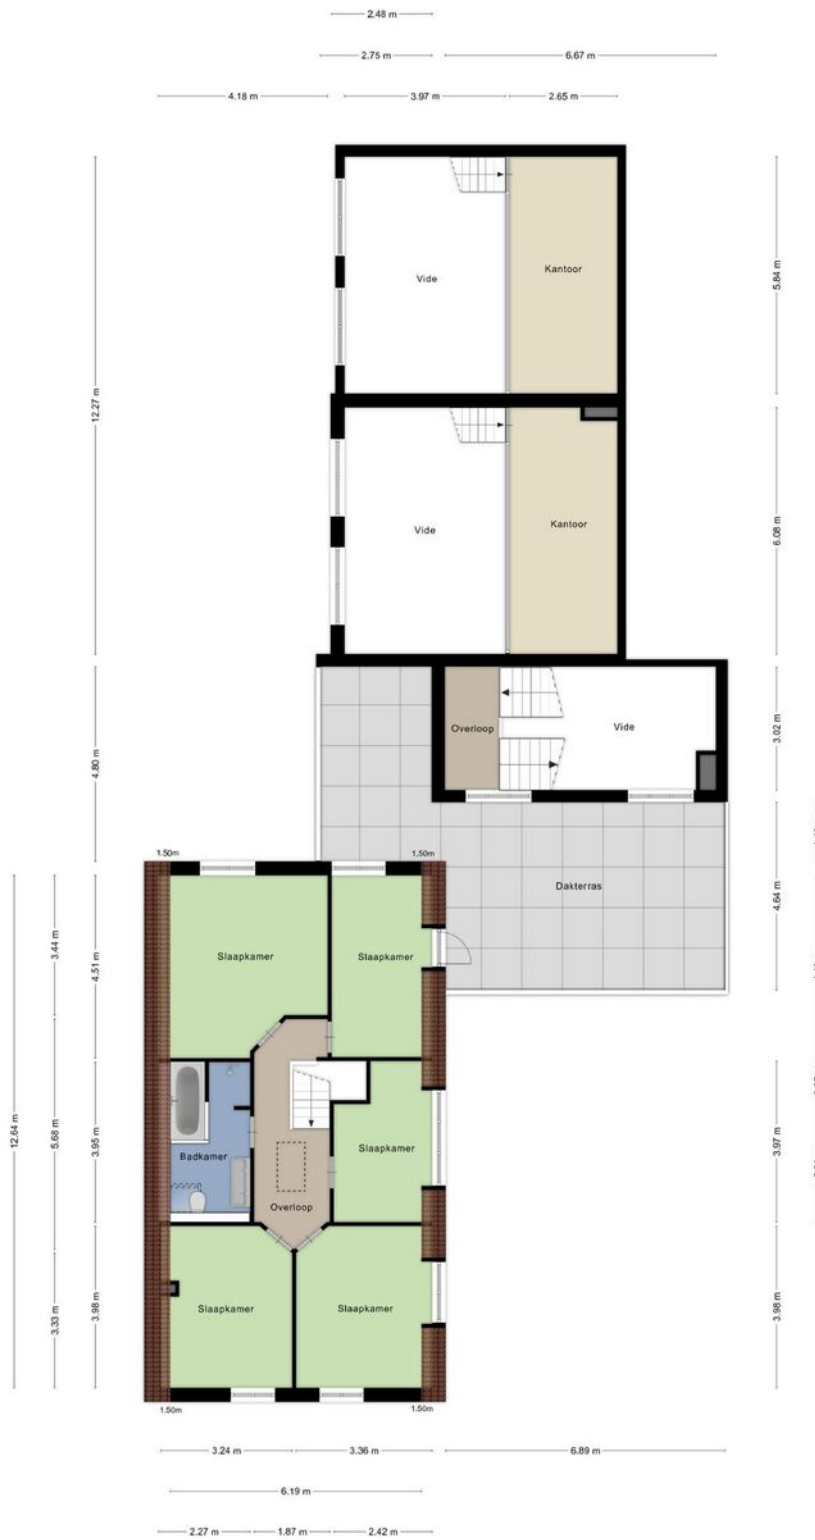 2.48 m
2.75 m
6.67 m
4.18 m
3.97 m
2.65 m
Vide
Kantoor
5.84 m
12.27 m
Vide
Kantoor
6.08 m
Overloop
Vide
3.02 m
4.80 m
1.50m
1.50m
Dakterras
4.64 m
Slaapkamer
Slaapkamer
3.44 m
4.51 m
12.64 m
5.68 m
3.95 m
Badkamer
Slaapkamer
3.97 m
Overloop
Slaapkamer
Slaapkamer
3.33 m
3.98 m
3.98 m
1.50m
1.50m
3.24 m
3.36 m
6.89 m
6.19 m
2.27 m
1.87 m
2.42 m